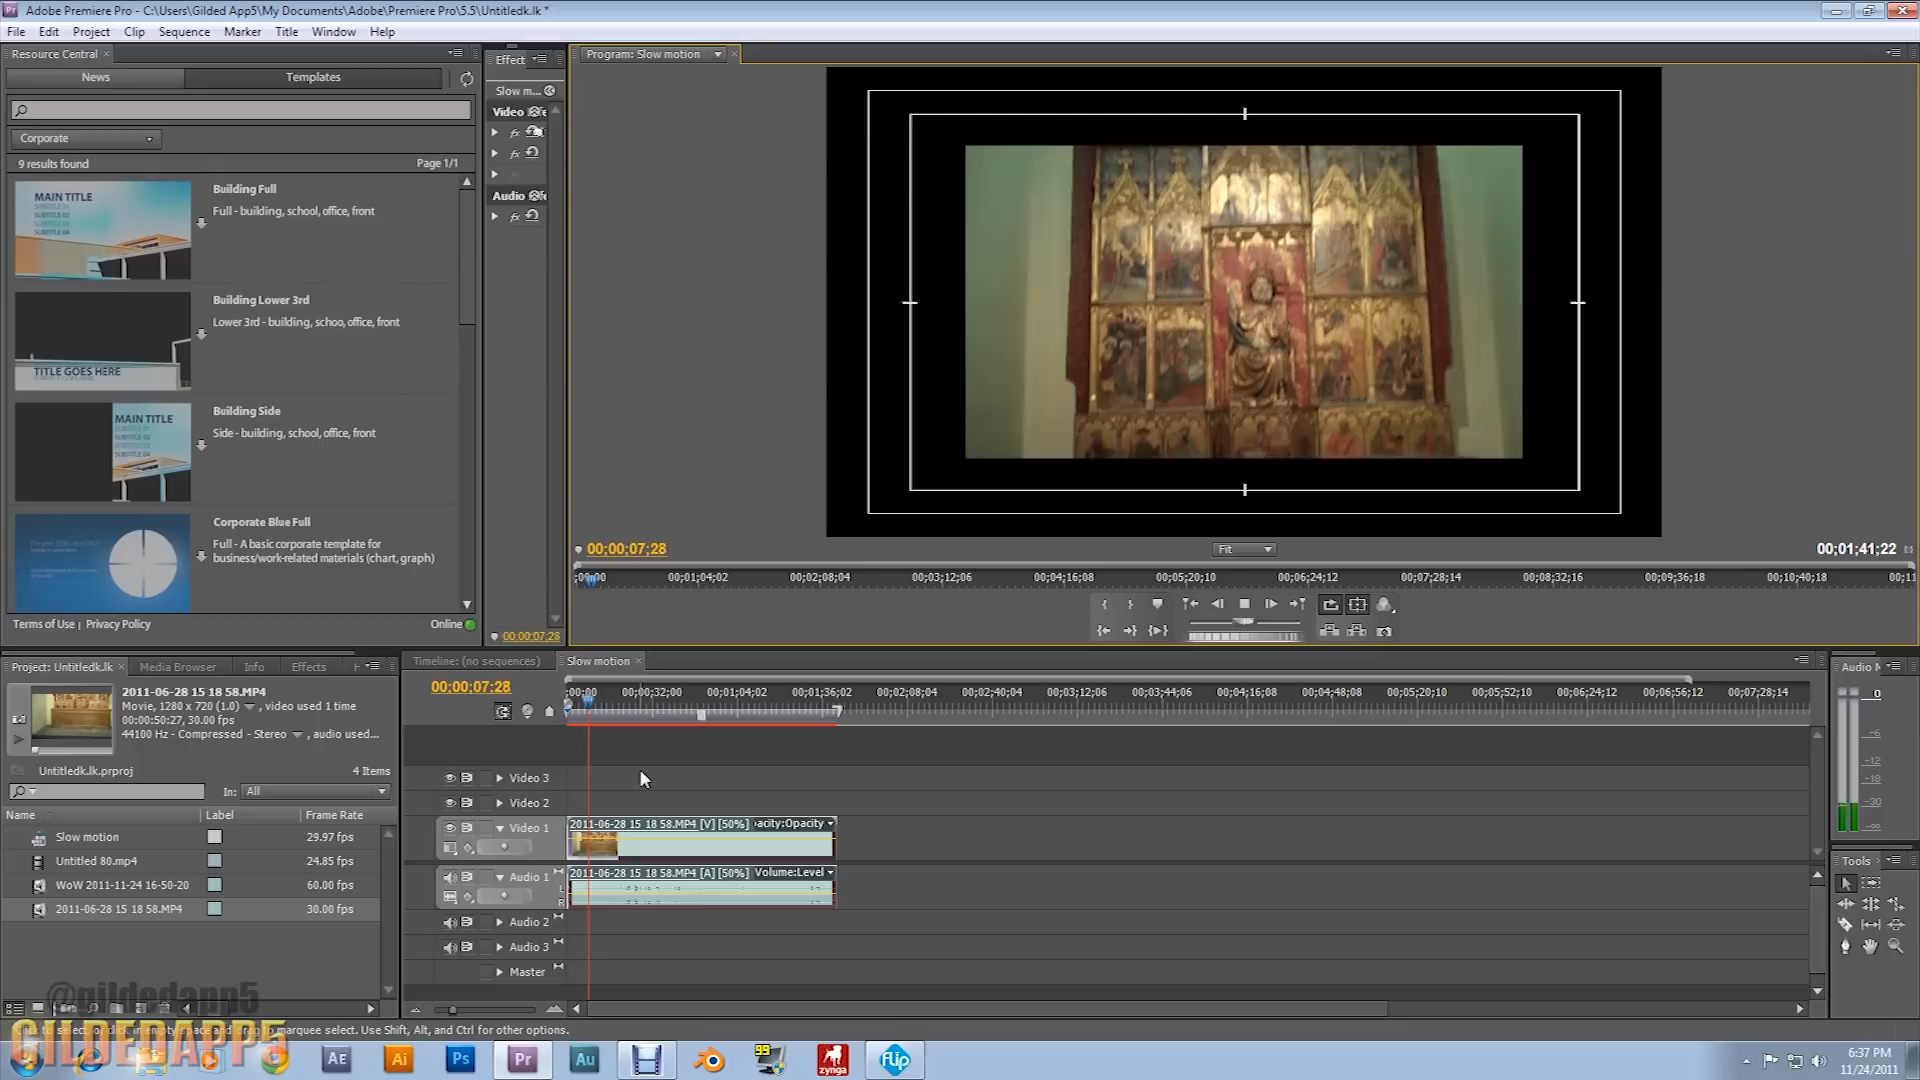 Adobe Premiere Pro - C:\Users\Gilded App5\My Documents\Adobe\Premiere Pro\5.5\Untitledk.lk *
File Edit Project Clip Sequence Marker Title Window Help
Resource Central
News Templates
Corporate
9 results found Page 1/1
MAIN TITLE
Building Full
Full - building, school, office, front
TITLE GOES HERE
Building Lower 3rd
Lower 3rd - building, schoo, office, front
MAIN TITLE
Building Side
Side - building, school, office, front
Corporate Blue Full
Full - A basic corporate template for
business/work-related materials (chart, graph)
Terms of Use | Privacy Policy Online
Effect
Slow m...
Video
Audio
00:00:07:28
Program: Slow motion
00;00;07;28 Fit 00;01;41;22
;00;00 00;01;04;02 00;02;08;04 00;03;12;06 00;04;16;08 00;05;20;10 00;06;24;12 00;07;28;14 00;08;32;16 00;09;36;18 00;10;40;18 00;11
Project: Untitledk.lk Media Browser Info Effects
2011-06-28 15 18 58.MP4
Movie, 1280 x 720 (1.0) , video used 1 time
00:00:50:27, 30.00 fps
44100 Hz - Compressed - Stereo , audio used...
Untitledk.lk.prproj 4 Items
In: All
Name Label Frame Rate
Slow motion 29.97 fps
Untitled 80.mp4 24.85 fps
WoW 2011-11-24 16-50-20 60.00 fps
2011-06-28 15 18 58.MP4 30.00 fps
Timeline: (no sequences) Slow motion
00:00:07:28
;00;00 00;00;32;00 00;01;04;02 00;01;36;02 00;02;08;04 00;02;40;04 00;03;12;06 00;03;44;06 00;04;16;08 00;04;48;08 00;05;20;10 00;05;52;10 00;06;24;12 00;06;56;12 00;07;28;14
Video 3
Video 2
Video 1
2011-06-28 15 18 58.MP4 [V] [50%] acity:Opacity
Audio 1
2011-06-28 15 18 58.MP4 [A] [50%] Volume:Level
Audio 2
Audio 3
Master
Audio
0
-6
-12
-18
-30
-∞
Tools
@gildedapp5
GILDEDAPP5
Click to select, or click in empty space and drag to marquee select. Use Shift, Alt, and Ctrl for other options.
AE Ai Ps Pr Au 99 zynga flip
6:37 PM
11/24/2011